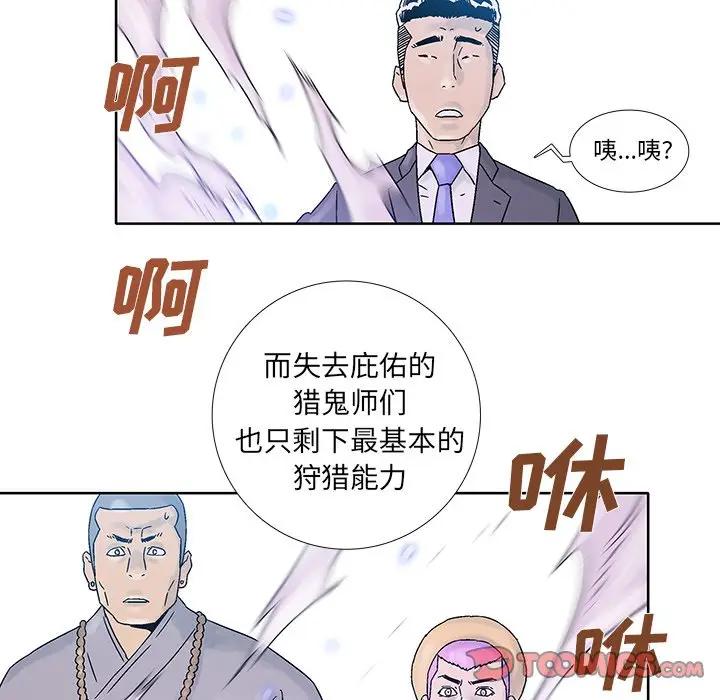 啊
咦...咦?
啊
而失去庇佑的
猎鬼师们
也只剩下最基本的
狩猎能力
咻
咻
TOOMICS.COM